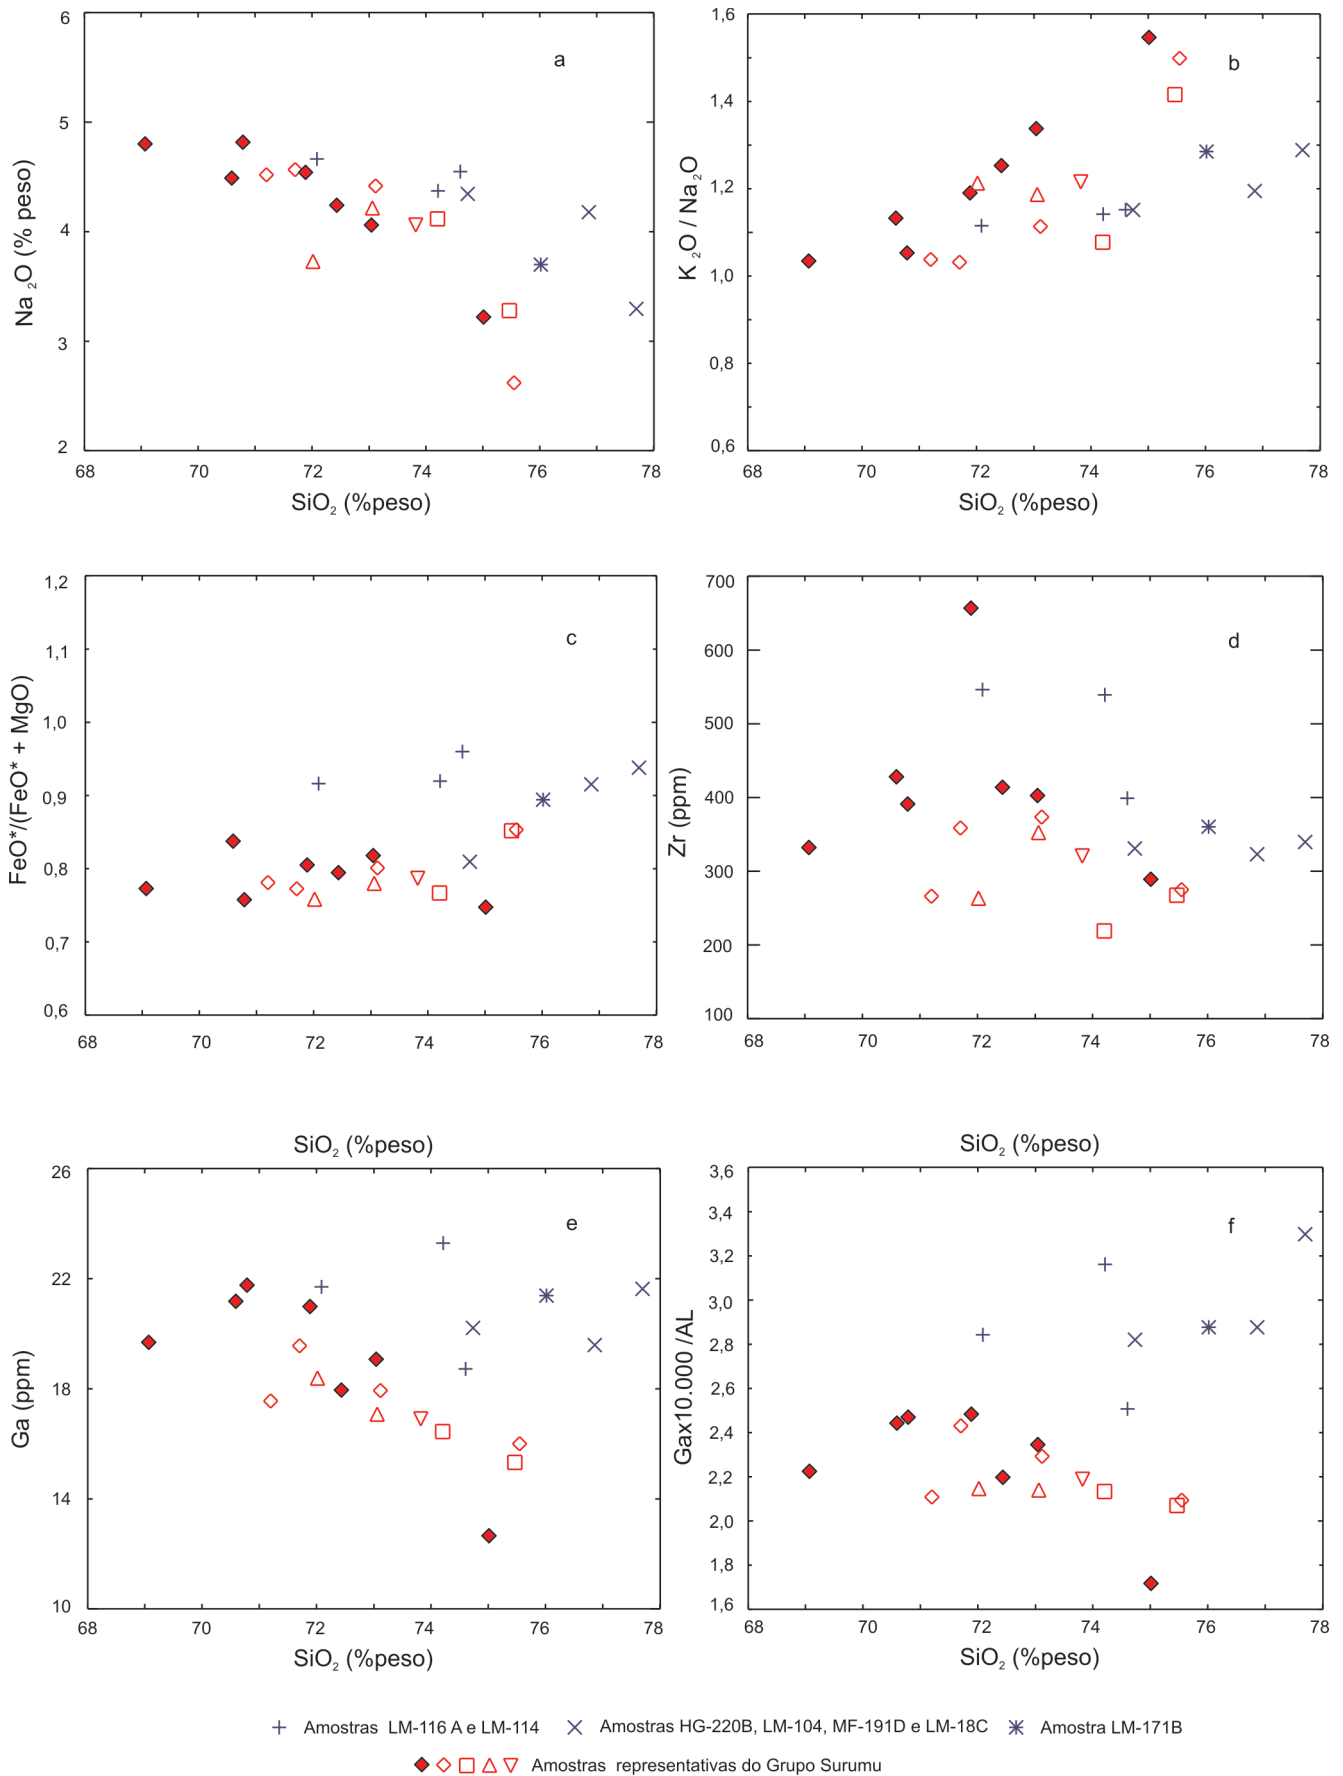 a
6
5
4
3
2
Na₂O (% peso)
68 70 72 74 76 78
SiO₂ (%peso)
b
1,6
1,4
1,2
1,0
0,8
0,6
K₂O / Na₂O
68 70 72 74 76 78
SiO₂ (%peso)
c
1,2
1,1
1,0
0,9
0,8
0,7
0,6
FeO*/(FeO* + MgO)
68 70 72 74 76 78
SiO₂ (%peso)
d
700
600
500
400
300
200
100
Zr (ppm)
68 70 72 74 76 78
SiO₂ (%peso)
e
26
22
18
14
10
Ga (ppm)
68 70 72 74 76 78
SiO₂ (%peso)
f
3,6
3,4
3,2
3,0
2,8
2,6
2,4
2,2
2,0
1,8
1,6
Gax10.000 /AL
68 70 72 74 76 78
SiO₂ (%peso)
Amostras LM-116 A e LM-114
Amostras HG-220B, LM-104, MF-191D e LM-18C
Amostra LM-171B
Amostras representativas do Grupo Surumu